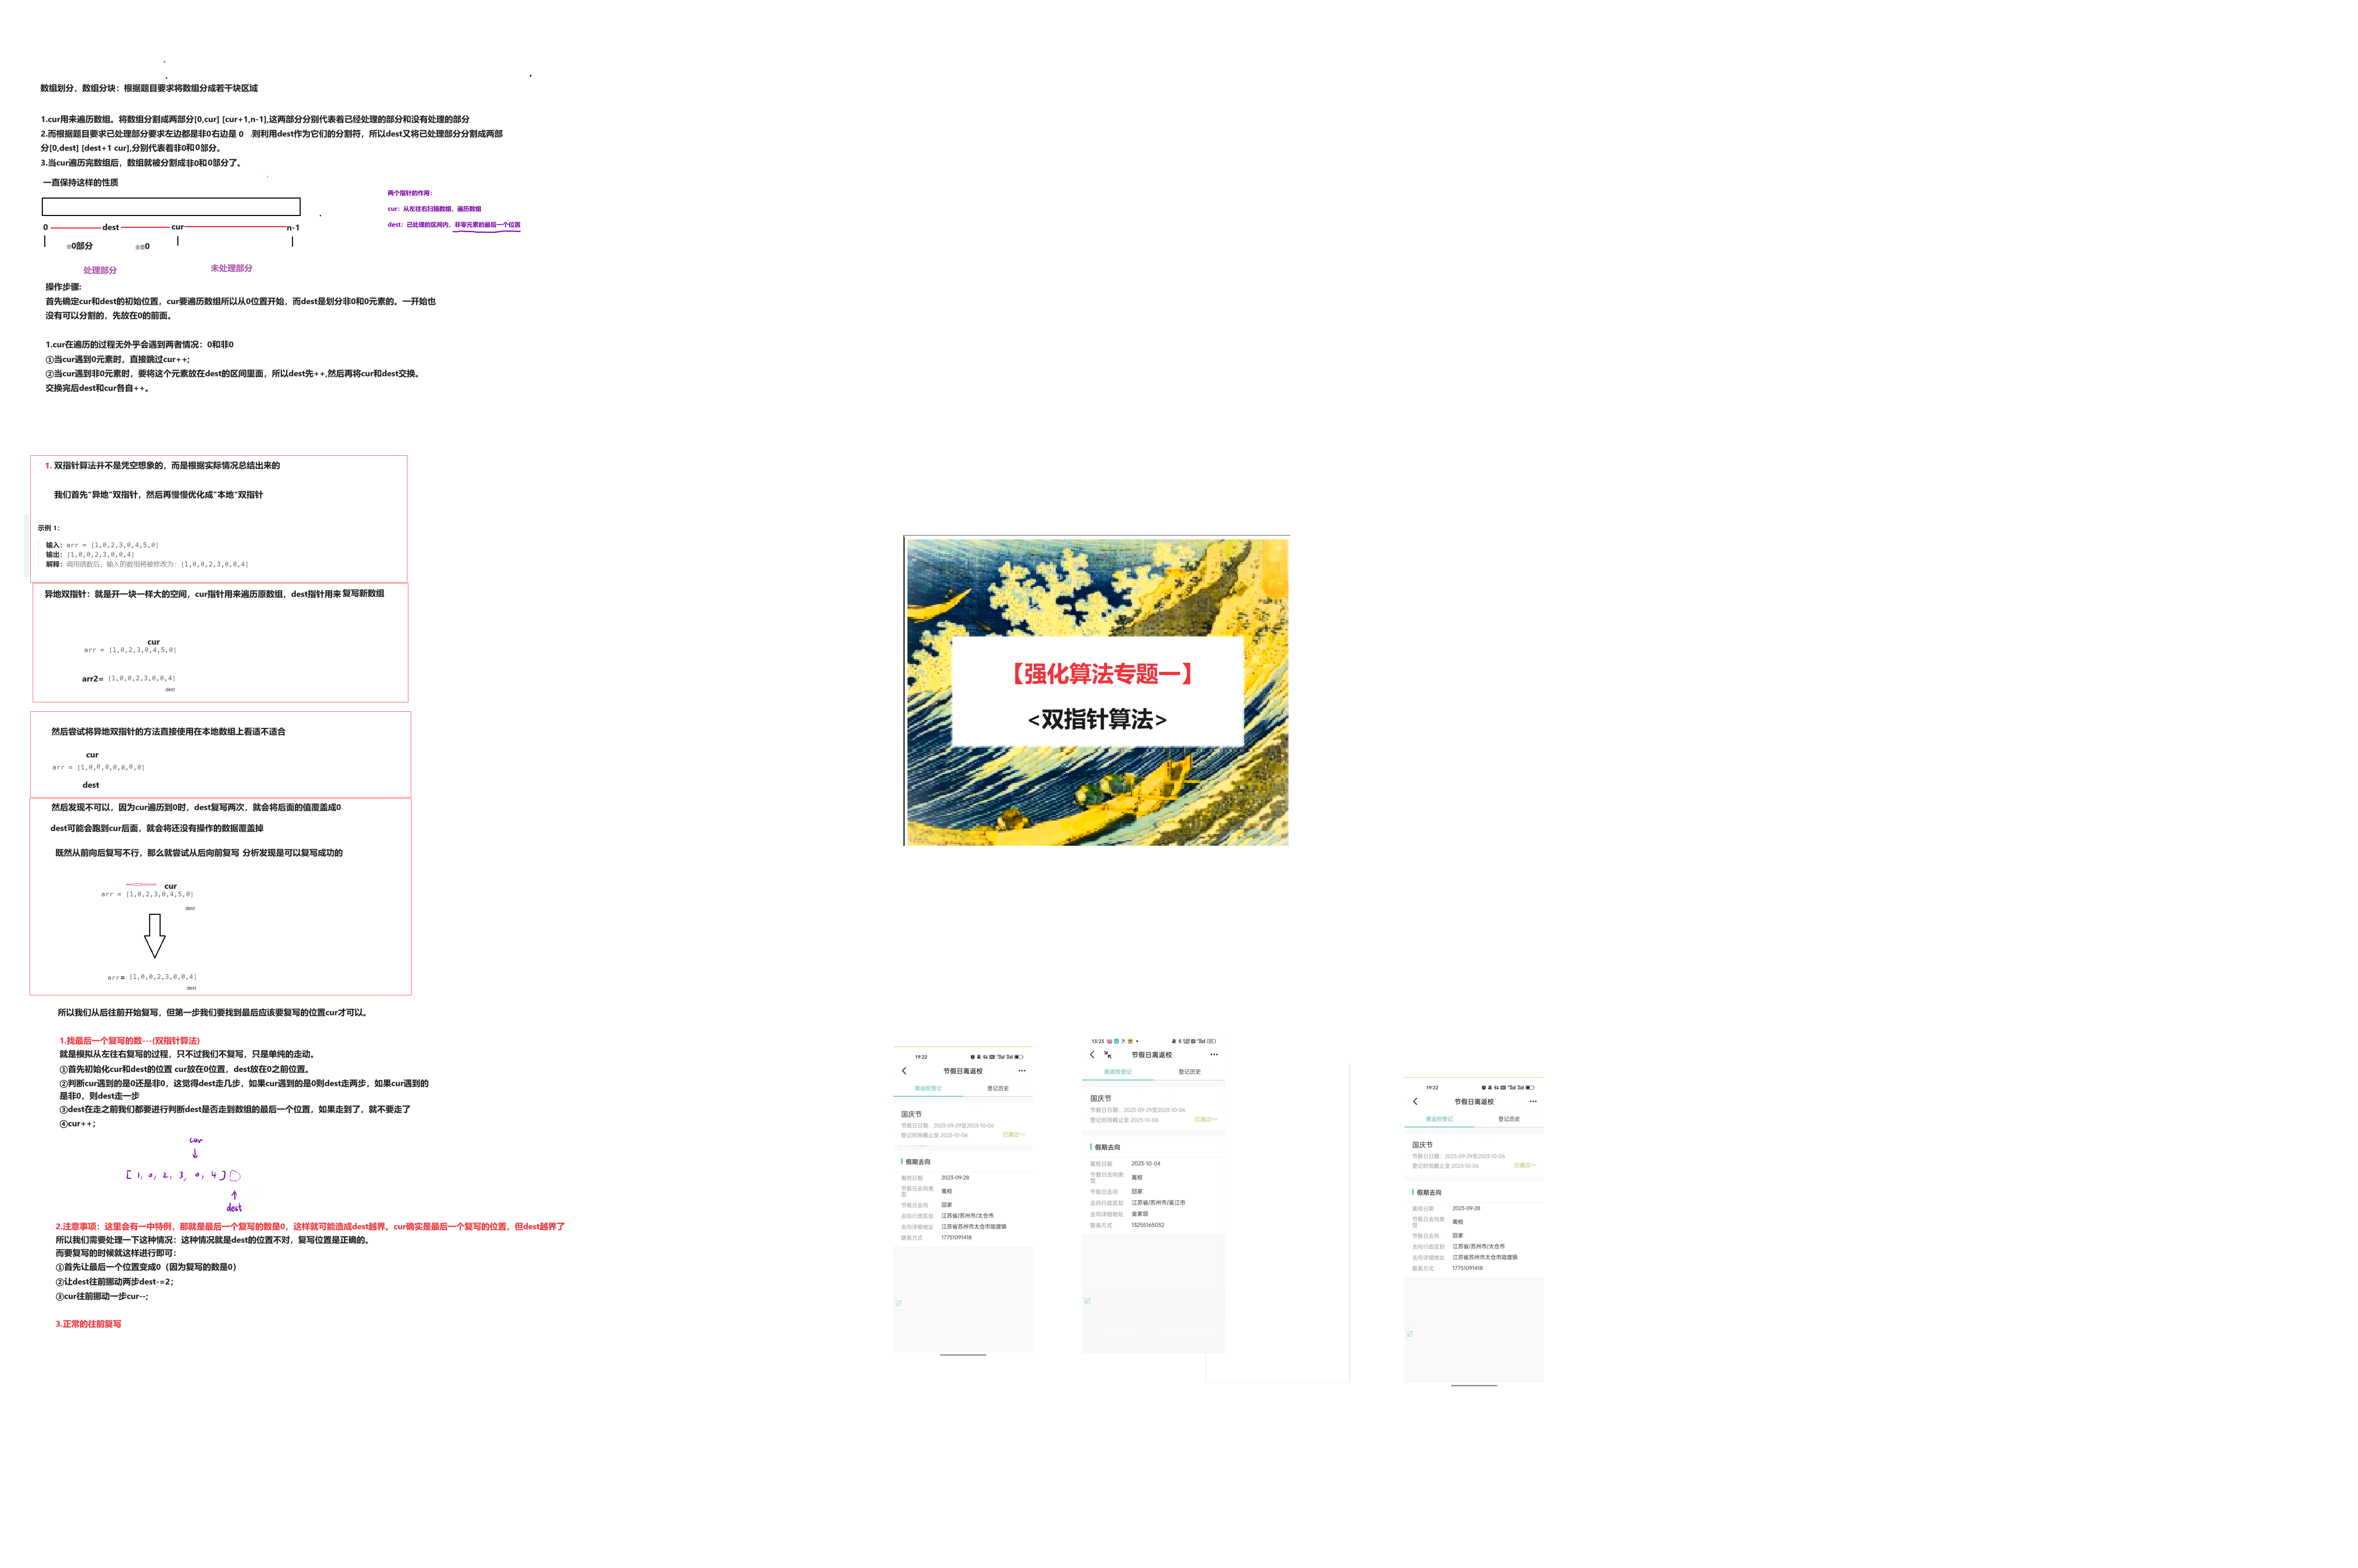 数组划分，数组分块：根据题目要求将数组分成若干块区域
1.cur用来遍历数组。将数组分割成两部分[0,cur] [cur+1,n-1],这两部分分别代表着已经处理的部分和没有处理的部分
2.而根据题目要求已处理部分要求左边都是非0右边是 0 .则利用dest作为它们的分割符，所以dest又将已处理部分分割成两部
分[0,dest] [dest+1 cur],分别代表着非0和0部分。
3.当cur遍历完数组后，数组就被分割成非0和0部分了。
一直保持这样的性质
0 dest cur n-1
非0部分 全是0
处理部分 未处理部分
两个指针的作用：
cur：从左往右扫描数组，遍历数组
dest：已处理的区间内，非零元素的最后一个位置
操作步骤:
首先确定cur和dest的初始位置，cur要遍历数组所以从0位置开始，而dest是划分非0和0元素的。一开始也
没有可以分割的，先放在0的前面。
1.cur在遍历的过程无外乎会遇到两者情况：0和非0
①当cur遇到0元素时，直接跳过cur++;
②当cur遇到非0元素时，要将这个元素放在dest的区间里面，所以dest先++,然后再将cur和dest交换。
交换完后dest和cur各自++。
1. 双指针算法并不是凭空想象的，而是根据实际情况总结出来的
我们首先"异地"双指针，然后再慢慢优化成"本地"双指针
示例 1：
输入：arr = [1,0,2,3,0,4,5,0]
输出：[1,0,0,2,3,0,0,4]
解释：调用函数后，输入的数组将被修改为：[1,0,0,2,3,0,0,4]
异地双指针：就是开一块一样大的空间，cur指针用来遍历原数组，dest指针用来 复写新数组
cur
arr = [1,0,2,3,0,4,5,0]
arr2= [1,0,0,2,3,0,0,4]
dest
然后尝试将异地双指针的方法直接使用在本地数组上看适不适合
cur
arr = [1,0,0,0,0,0,0,0]
dest
然后发现不可以，因为cur遍历到0时，dest复写两次，就会将后面的值覆盖成0
dest可能会跑到cur后面，就会将还没有操作的数据覆盖掉
既然从前向后复写不行，那么就尝试从后向前复写 分析发现是可以复写成功的
cur
arr = [1,0,2,3,0,4,5,0]
dest
arr= [1,0,0,2,3,0,0,4]
dest
所以我们从后往前开始复写，但第一步我们要找到最后应该要复写的位置cur才可以。
1.找最后一个复写的数---(双指针算法)
就是模拟从左往右复写的过程，只不过我们不复写，只是单纯的走动。
①首先初始化cur和dest的位置 cur放在0位置，dest放在0之前位置。
②判断cur遇到的是0还是非0，这觉得dest走几步，如果cur遇到的是0则dest走两步，如果cur遇到的
是非0，则dest走一步
③dest在走之前我们都要进行判断dest是否走到数组的最后一个位置，如果走到了，就不要走了
④cur++；
cur
[ 1, 0, 2, 3, 0, 4 ]
dest
2.注意事项：这里会有一中特例，那就是最后一个复写的数是0，这样就可能造成dest越界。cur确实是最后一个复写的位置，但dest越界了
所以我们需要处理一下这种情况：这种情况就是dest的位置不对，复写位置是正确的。
而要复写的时候就这样进行即可：
①首先让最后一个位置变成0（因为复写的数是0）
②让dest往前挪动两步dest-=2；
③cur往前挪动一步cur--;
3.正常的往前复写
【强化算法专题一】
<双指针算法>
19:22
节假日离返校
离返校登记 登记历史
国庆节
节假日日期：2023-09-29至2023-10-06
登记时间截止至 2023-10-06 已通过>>
假期去向
离校日期 2023-09-28
节假日去向类
型 离校
节假日去向 回家
去向行政区划 江苏省/苏州市/太仓市
去向详细地址 江苏省苏州市太仓市陆渡镇
联系方式 17751091418
13:23
节假日离返校
离返校登记 登记历史
国庆节
节假日日期：2023-09-29至2023-10-06
登记时间截止至 2023-10-06 已通过>>
假期去向
离校日期 2023-10-04
节假日去向类
型 离校
节假日去向 回家
去向行政区划 江苏省/苏州市/吴江市
去向详细地址 金家坝
联系方式 13255165032
19:22
节假日离返校
离返校登记 登记历史
国庆节
节假日日期：2023-09-29至2023-10-06
登记时间截止至 2023-10-06 已通过>>
假期去向
离校日期 2023-09-28
节假日去向类
型 离校
节假日去向 回家
去向行政区划 江苏省/苏州市/太仓市
去向详细地址 江苏省苏州市太仓市陆渡镇
联系方式 17751091418